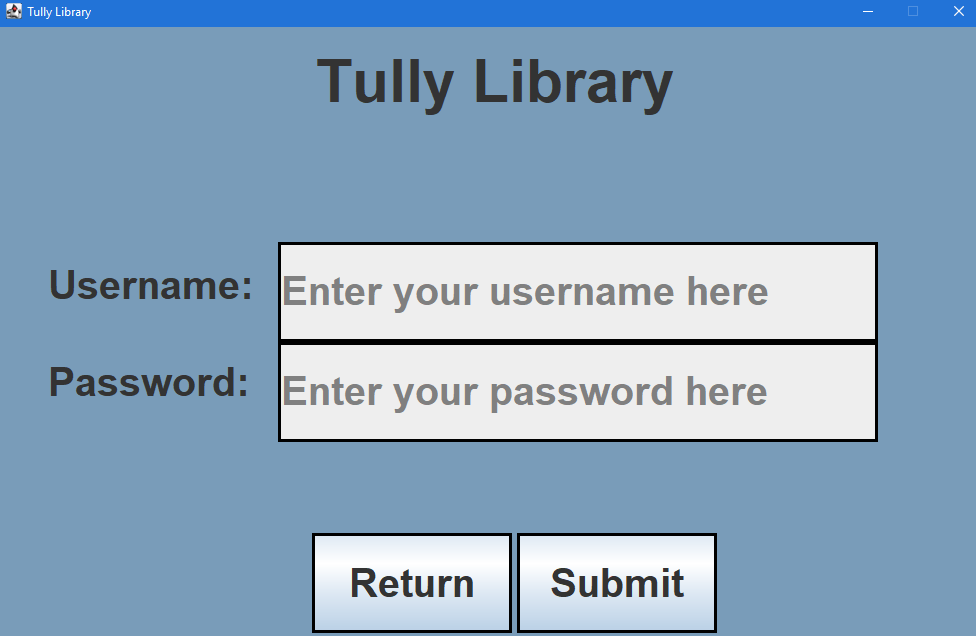 Tully Library
Tully Library
Username:
Enter your username here
Password:
Enter your password here
Return
Submit